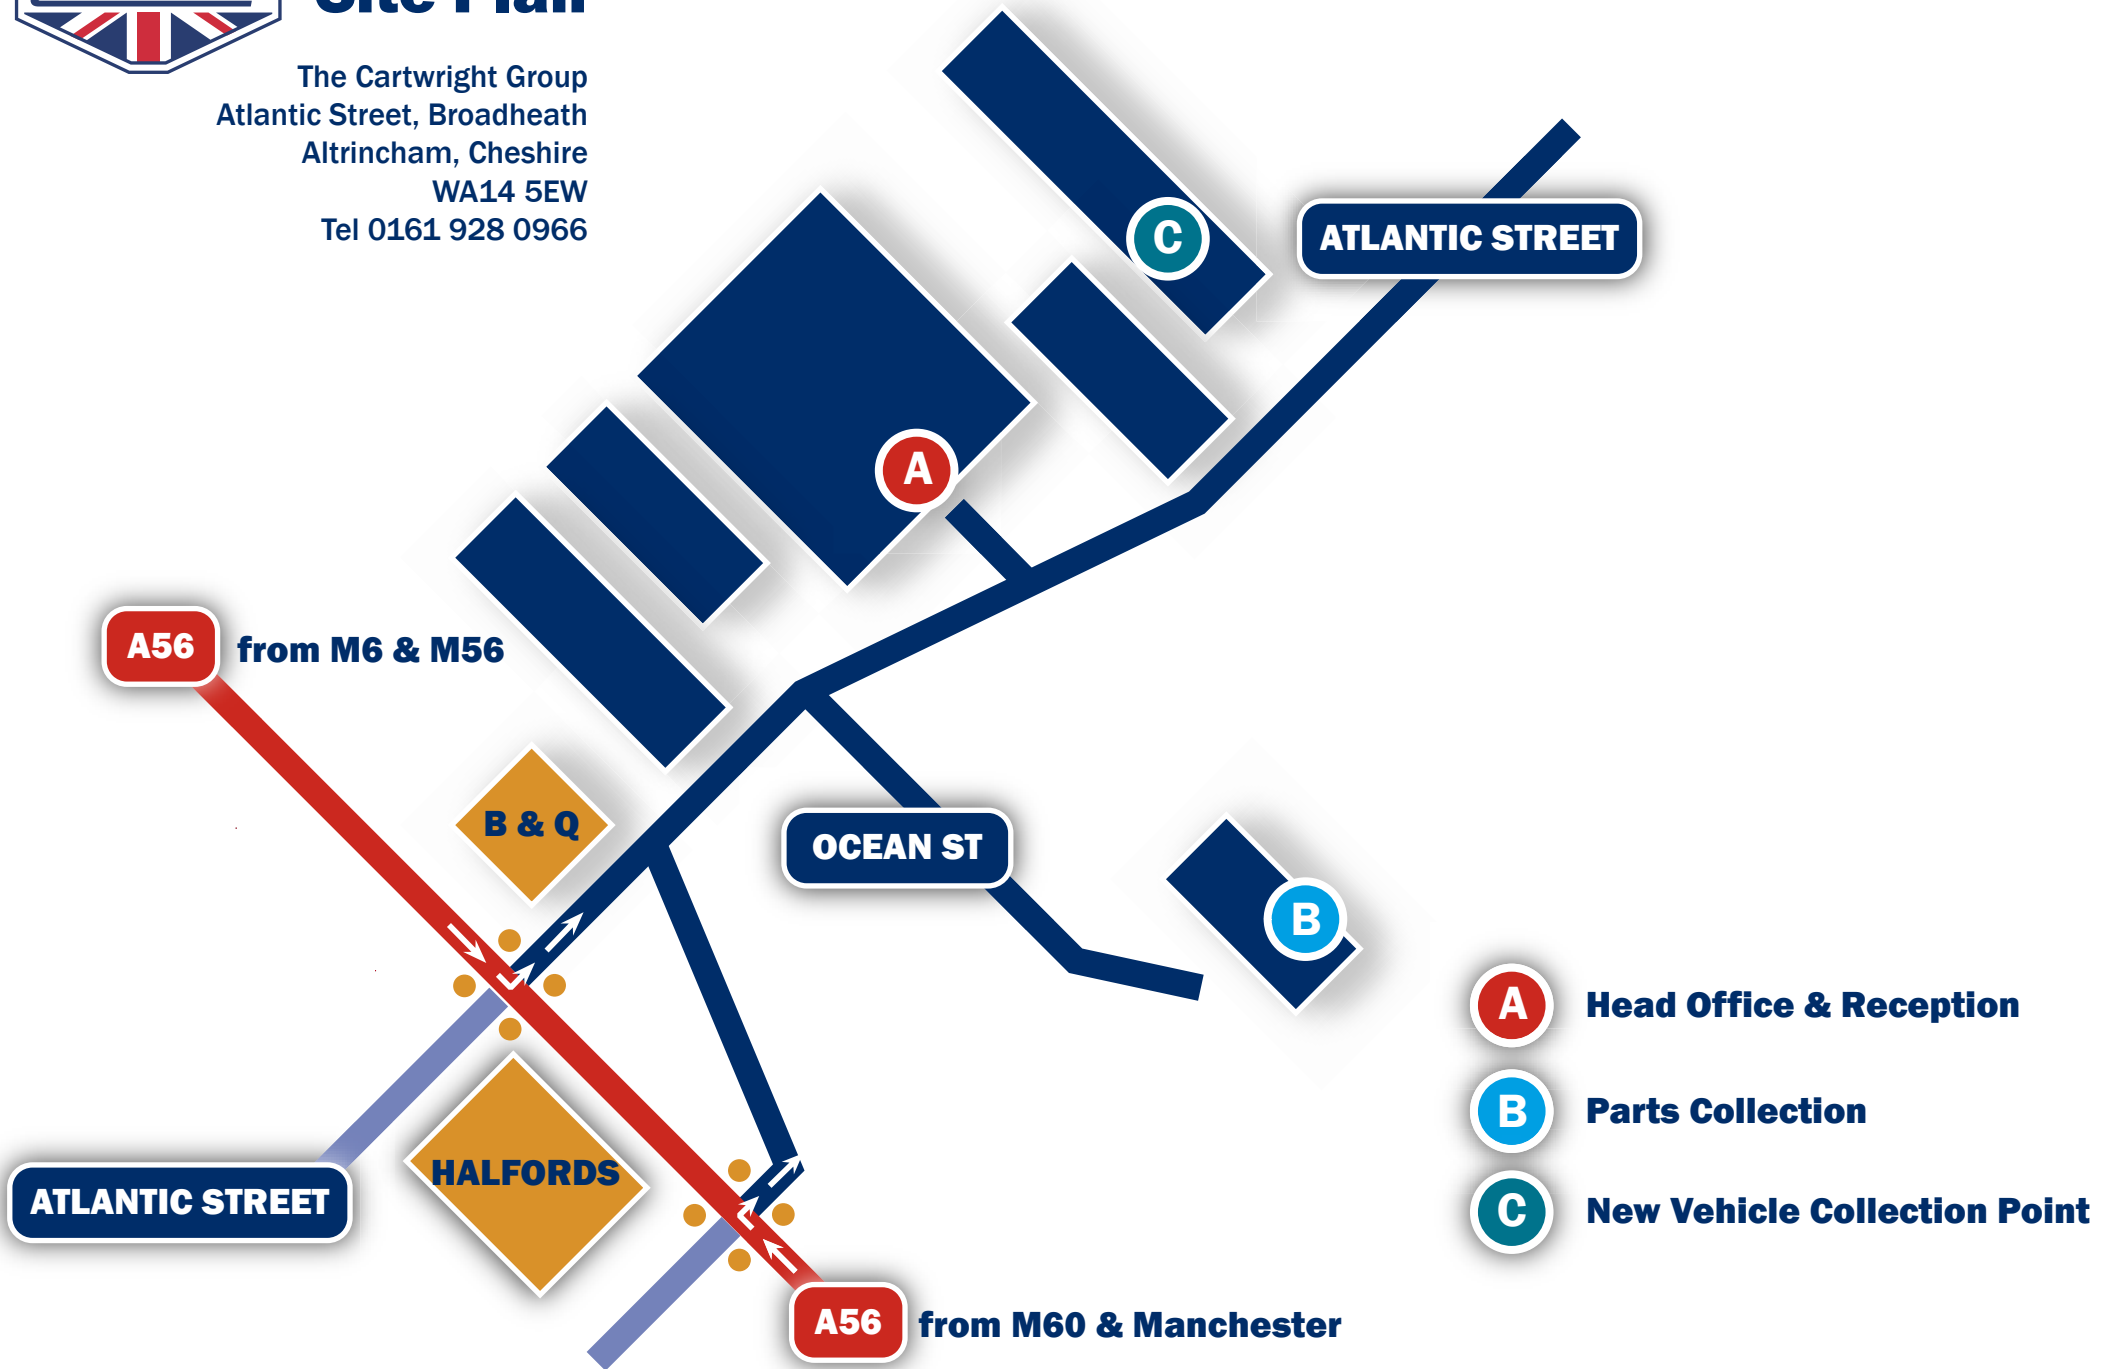 Site Plan
The Cartwright Group
Atlantic Street, Broadheath
Altrincham, Cheshire
WA14 5EW
Tel 0161 928 0966
C
ATLANTIC STREET
A
A56
from M6 & M56
B & Q
OCEAN ST
B
HALFORDS
ATLANTIC STREET
A56
from M60 & Manchester
A
Head Office & Reception
B
Parts Collection
C
New Vehicle Collection Point